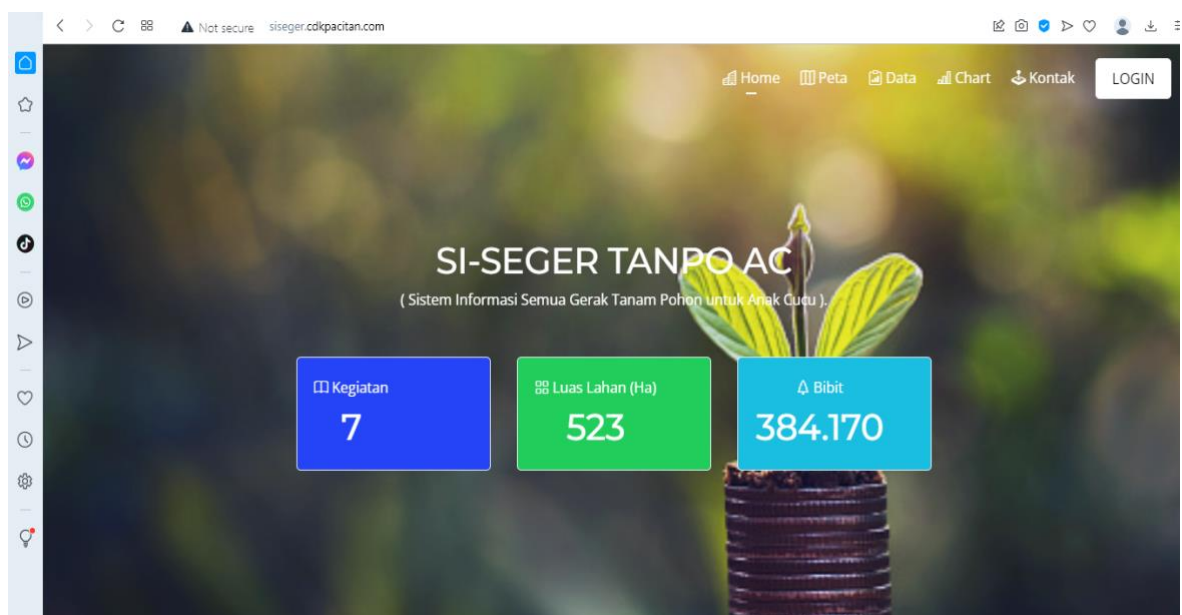 Not secure siseger.cdkpacitan.com
Home Peta Data Chart Kontak LOGIN
SI-SEGER TANPO AC
( Sistem Informasi Semua Gerak Tanam Pohon untuk Anak Cucu ).
Kegiatan
7
Luas Lahan (Ha)
523
Bibit
384.170